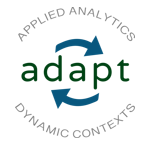 APPLIED ANALYTICS
adapt
DYNAMIC CONTEXTS